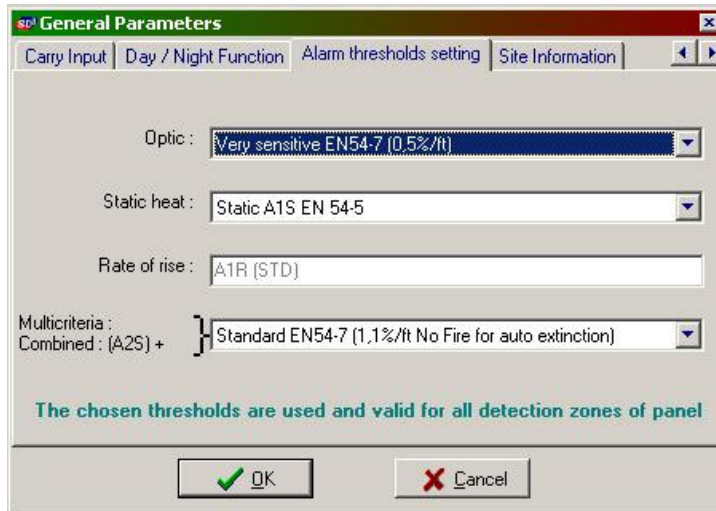 SD3 General Parameters
Carry Input Day / Night Function Alarm thresholds setting Site Information
Optic : Very sensitive EN54-7 (0,5%/ft)
Static heat : Static A1S EN 54-5
Rate of rise : A1R (STD)
Multicriteria :
Combined : (A2S) + Standard EN54-7 (1,1%/ft No Fire for auto extinction)
The chosen thresholds are used and valid for all detection zones of panel
OK Cancel